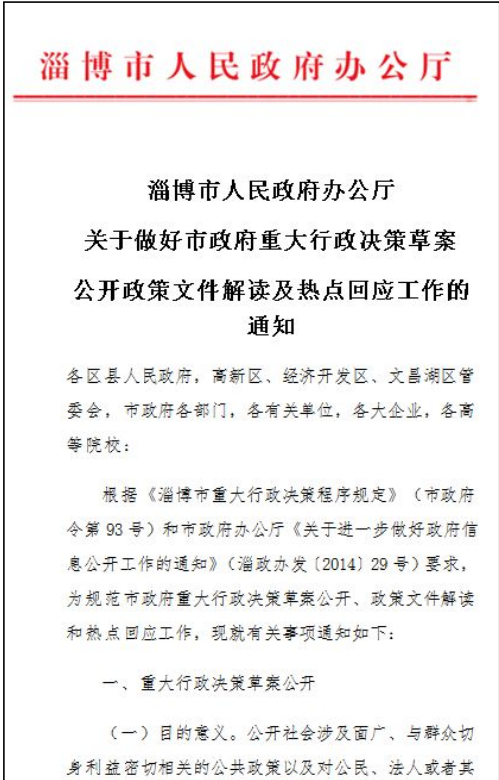 淄博市人民政府办公厅
淄博市人民政府办公厅
关于做好市政府重大行政决策草案
公开政策文件解读及热点回应工作的
通知
各区县人民政府，高新区、经济开发区、文昌湖区管
委会，市政府各部门，各有关单位，各大企业，各高
等院校：
根据《淄博市重大行政决策程序规定》（市政府
令第 93 号）和市政府办公厅《关于进一步做好政府信
息公开工作的通知》（淄政办发〔2014〕29 号）要求，
为规范市政府重大行政决策草案公开、政策文件解读
和热点回应工作，现就有关事项通知如下：
一、重大行政决策草案公开
（一）目的意义。公开社会涉及面广、与群众切
身利益密切相关的公共政策以及对公民、法人或者其